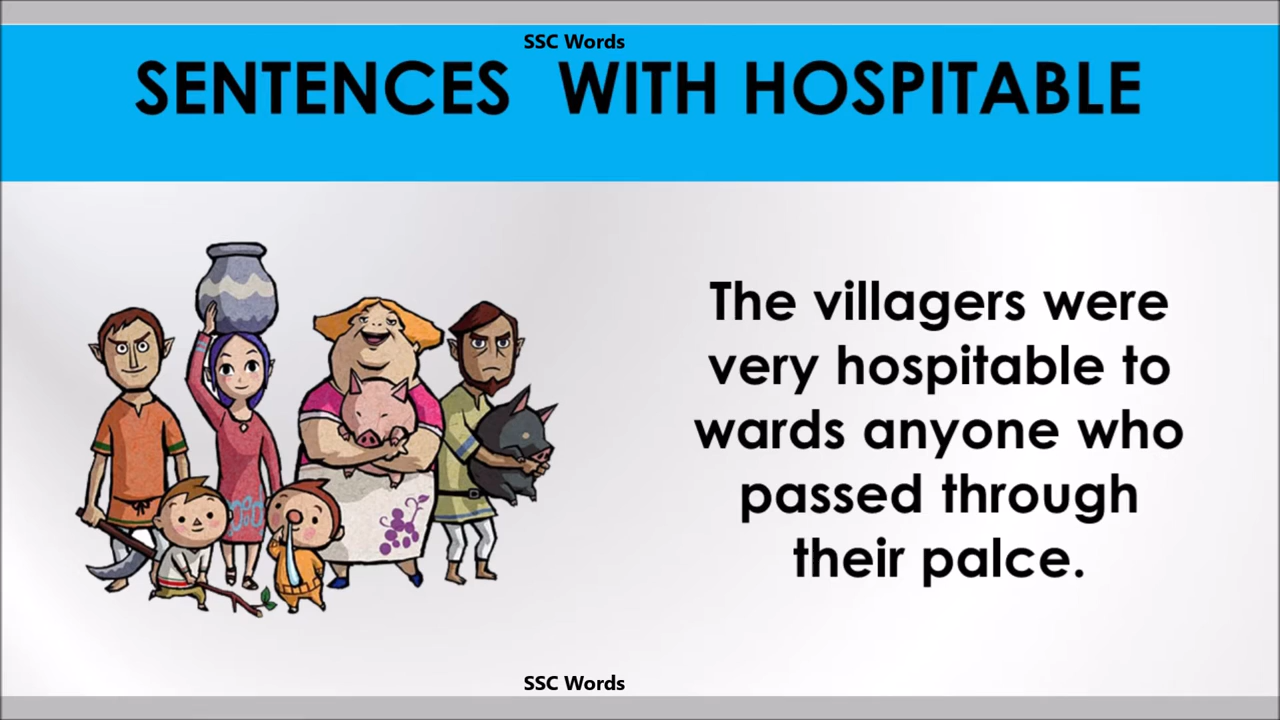 SSC Words
SENTENCES WITH HOSPITABLE
The villagers were
very hospitable to
wards anyone who
passed through
their palce.
SSC Words